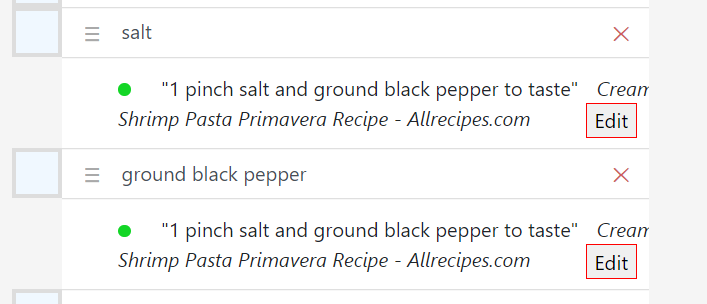 salt
"1 pinch salt and ground black pepper to taste" Cream
Shrimp Pasta Primavera Recipe - Allrecipes.com Edit
ground black pepper
"1 pinch salt and ground black pepper to taste" Cream
Shrimp Pasta Primavera Recipe - Allrecipes.com Edit